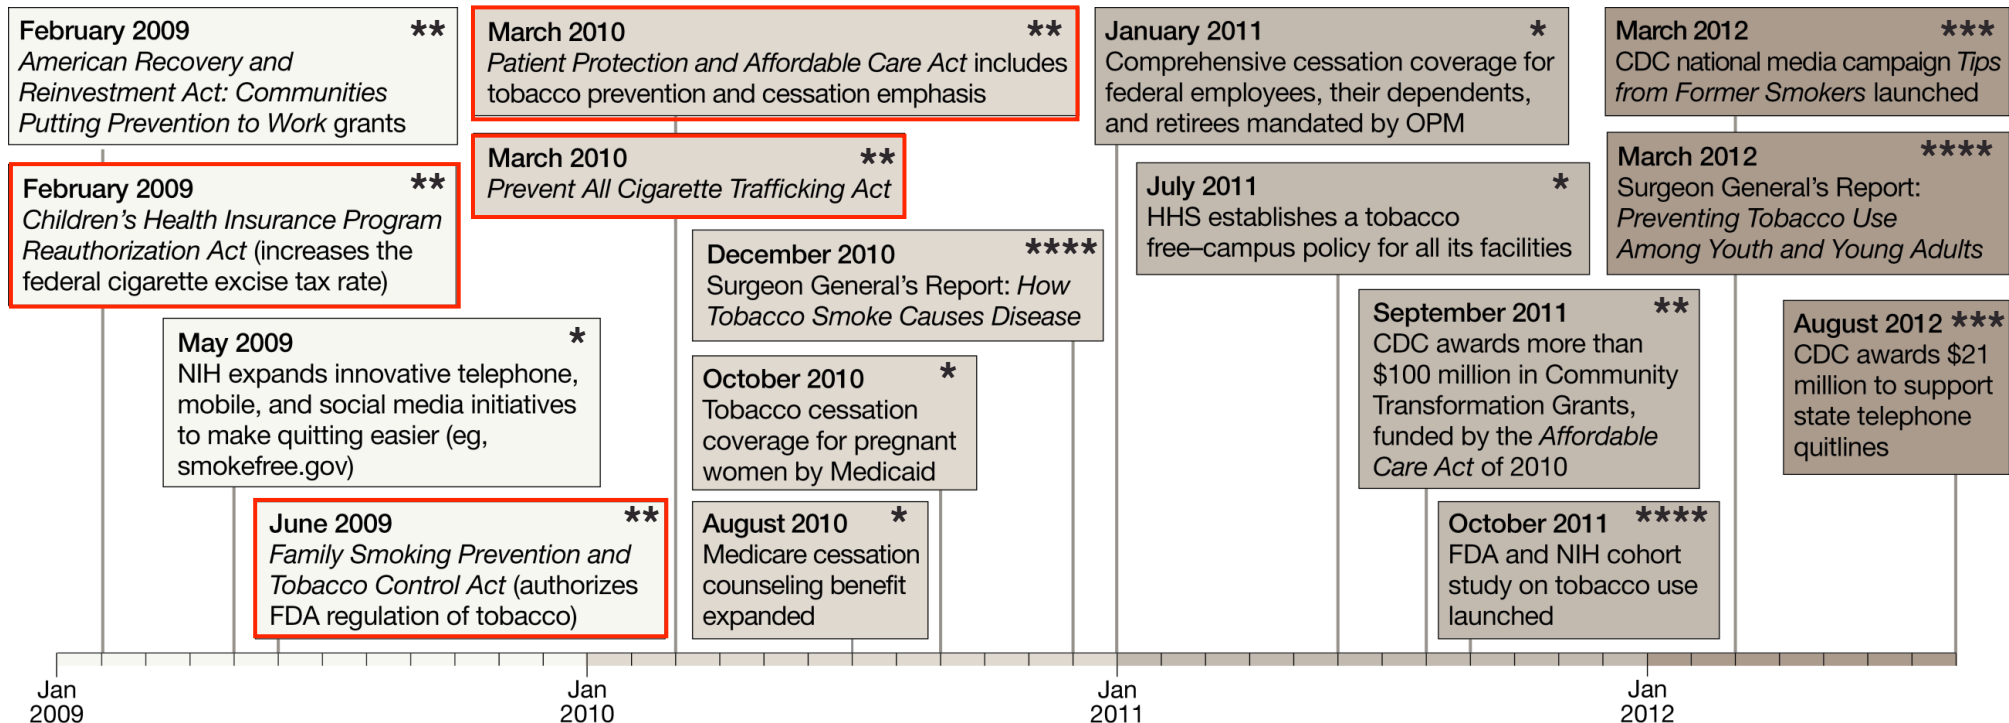 February 2009 **
American Recovery and
Reinvestment Act: Communities
Putting Prevention to Work grants
February 2009 **
Children’s Health Insurance Program
Reauthorization Act (increases the
federal cigarette excise tax rate)
May 2009 *
NIH expands innovative telephone,
mobile, and social media initiatives
to make quitting easier (eg,
smokefree.gov)
June 2009 **
Family Smoking Prevention and
Tobacco Control Act (authorizes
FDA regulation of tobacco)
March 2010 **
Patient Protection and Affordable Care Act includes
tobacco prevention and cessation emphasis
March 2010 **
Prevent All Cigarette Trafficking Act
December 2010 ****
Surgeon General’s Report: How
Tobacco Smoke Causes Disease
October 2010 *
Tobacco cessation
coverage for pregnant
women by Medicaid
August 2010 *
Medicare cessation
counseling benefit
expanded
January 2011 *
Comprehensive cessation coverage for
federal employees, their dependents,
and retirees mandated by OPM
July 2011 *
HHS establishes a tobacco
free–campus policy for all its facilities
September 2011 **
CDC awards more than
$100 million in Community
Transformation Grants,
funded by the Affordable
Care Act of 2010
October 2011 ****
FDA and NIH cohort
study on tobacco use
launched
March 2012 ***
CDC national media campaign Tips
from Former Smokers launched
March 2012 ****
Surgeon General’s Report:
Preventing Tobacco Use
Among Youth and Young Adults
August 2012 ***
CDC awards $21
million to support
state telephone
quitlines
Jan
2009
Jan
2010
Jan
2011
Jan
2012